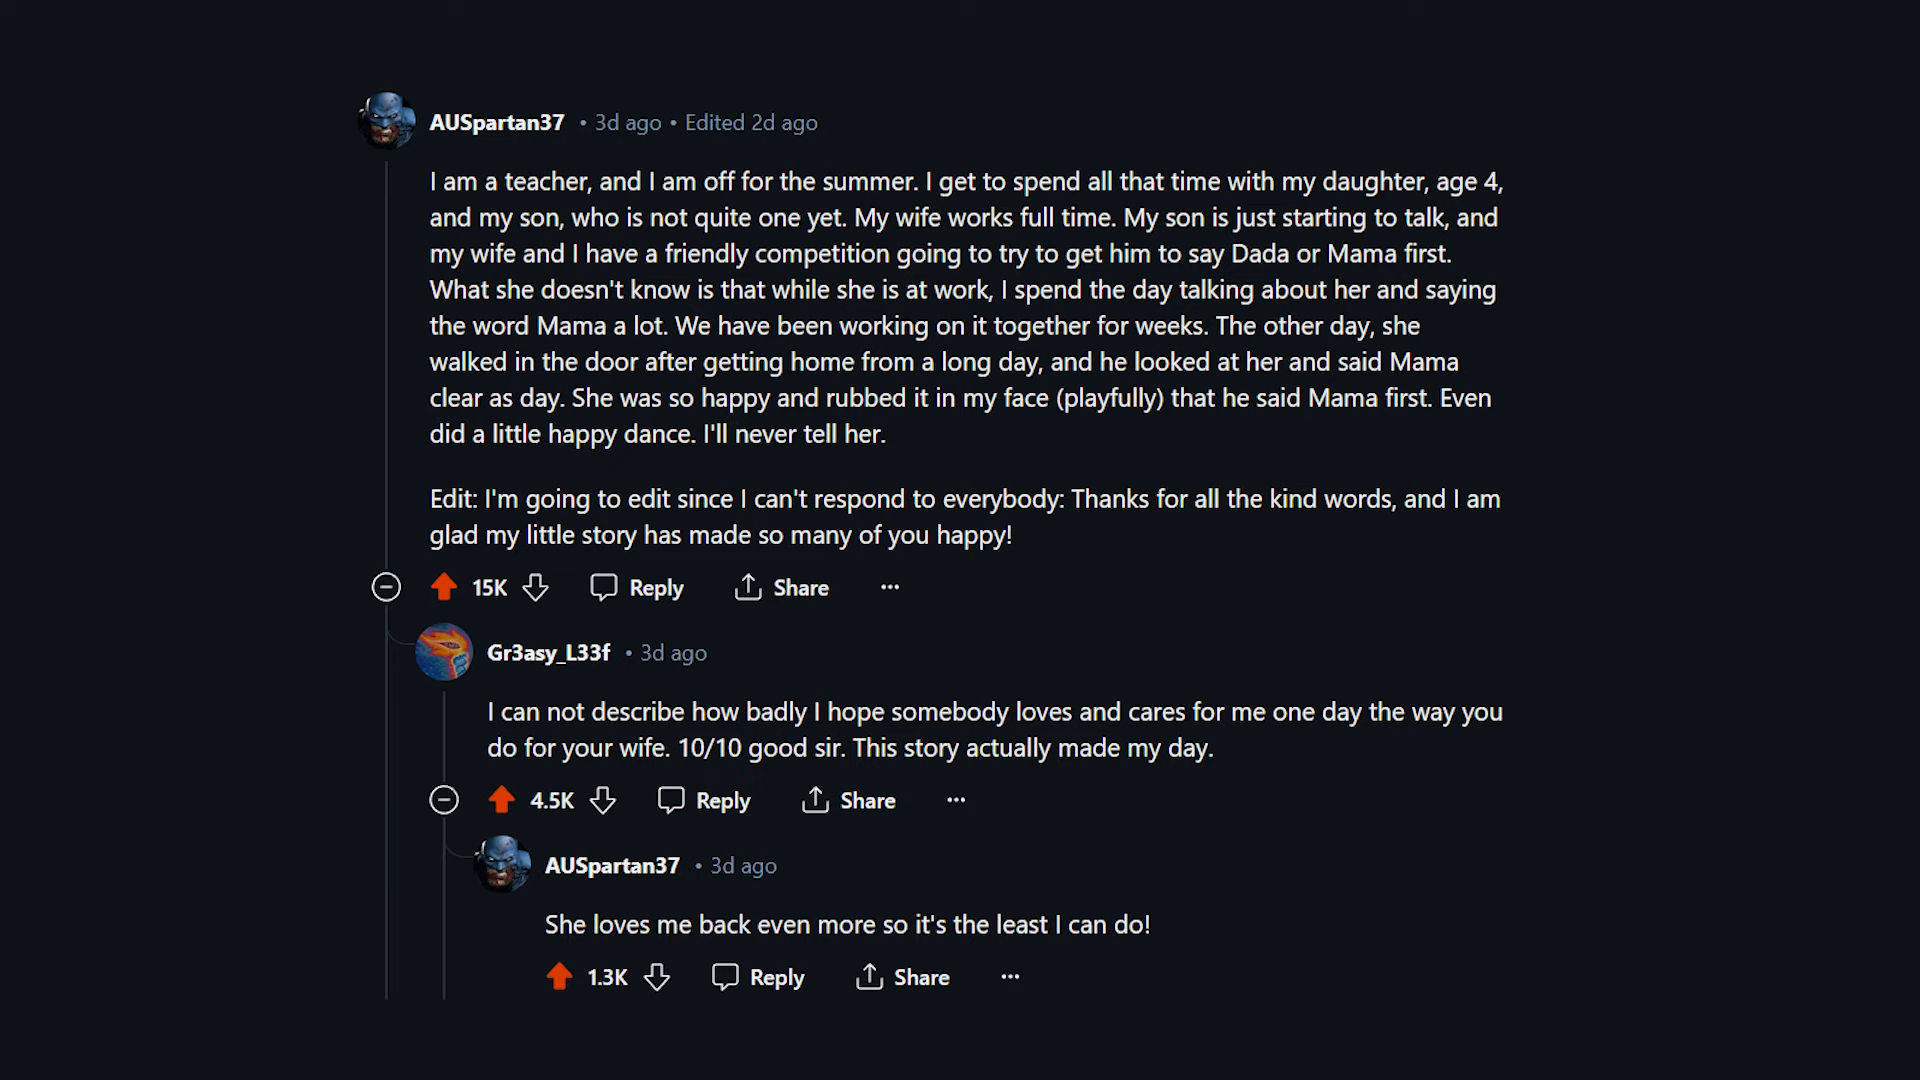 AUSpartan37 • 3d ago • Edited 2d ago
I am a teacher, and I am off for the summer. I get to spend all that time with my daughter, age 4,
and my son, who is not quite one yet. My wife works full time. My son is just starting to talk, and
my wife and I have a friendly competition going to try to get him to say Dada or Mama first.
What she doesn't know is that while she is at work, I spend the day talking about her and saying
the word Mama a lot. We have been working on it together for weeks. The other day, she
walked in the door after getting home from a long day, and he looked at her and said Mama
clear as day. She was so happy and rubbed it in my face (playfully) that he said Mama first. Even
did a little happy dance. I'll never tell her.
Edit: I'm going to edit since I can't respond to everybody: Thanks for all the kind words, and I am
glad my little story has made so many of you happy!
15K Reply Share ···
Gr3asy_L33f • 3d ago
I can not describe how badly I hope somebody loves and cares for me one day the way you
do for your wife. 10/10 good sir. This story actually made my day.
4.5K Reply Share ···
AUSpartan37 • 3d ago
She loves me back even more so it's the least I can do!
1.3K Reply Share ···